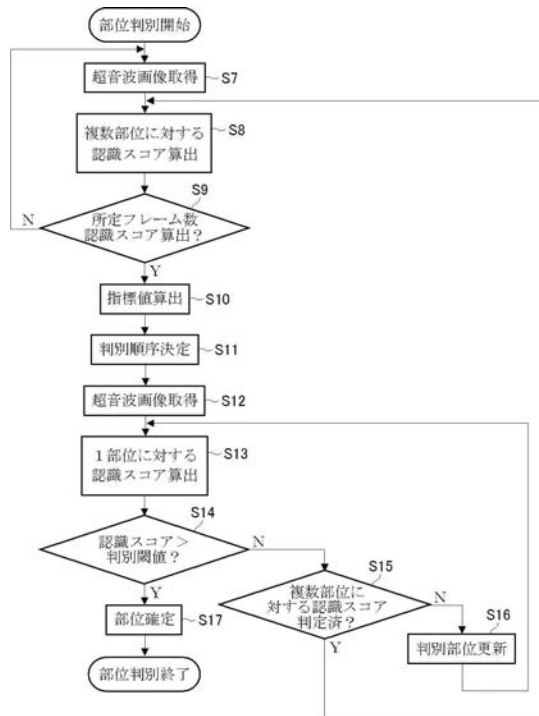 部位判別開始
超音波画像取得
S7
複数部位に対する
認識スコア算出
S8
S9
N
所定フレーム数
認識スコア算出？
Y
指標値算出
S10
判別順序決定
S11
超音波画像取得
S12
1部位に対する
認識スコア算出
S13
S14
認識スコア＞
判別閾値？
N
Y
S15
複数部位に
対する認識スコア
判定済？
N
Y
S16
判別部位更新
部位確定
S17
部位判別終了